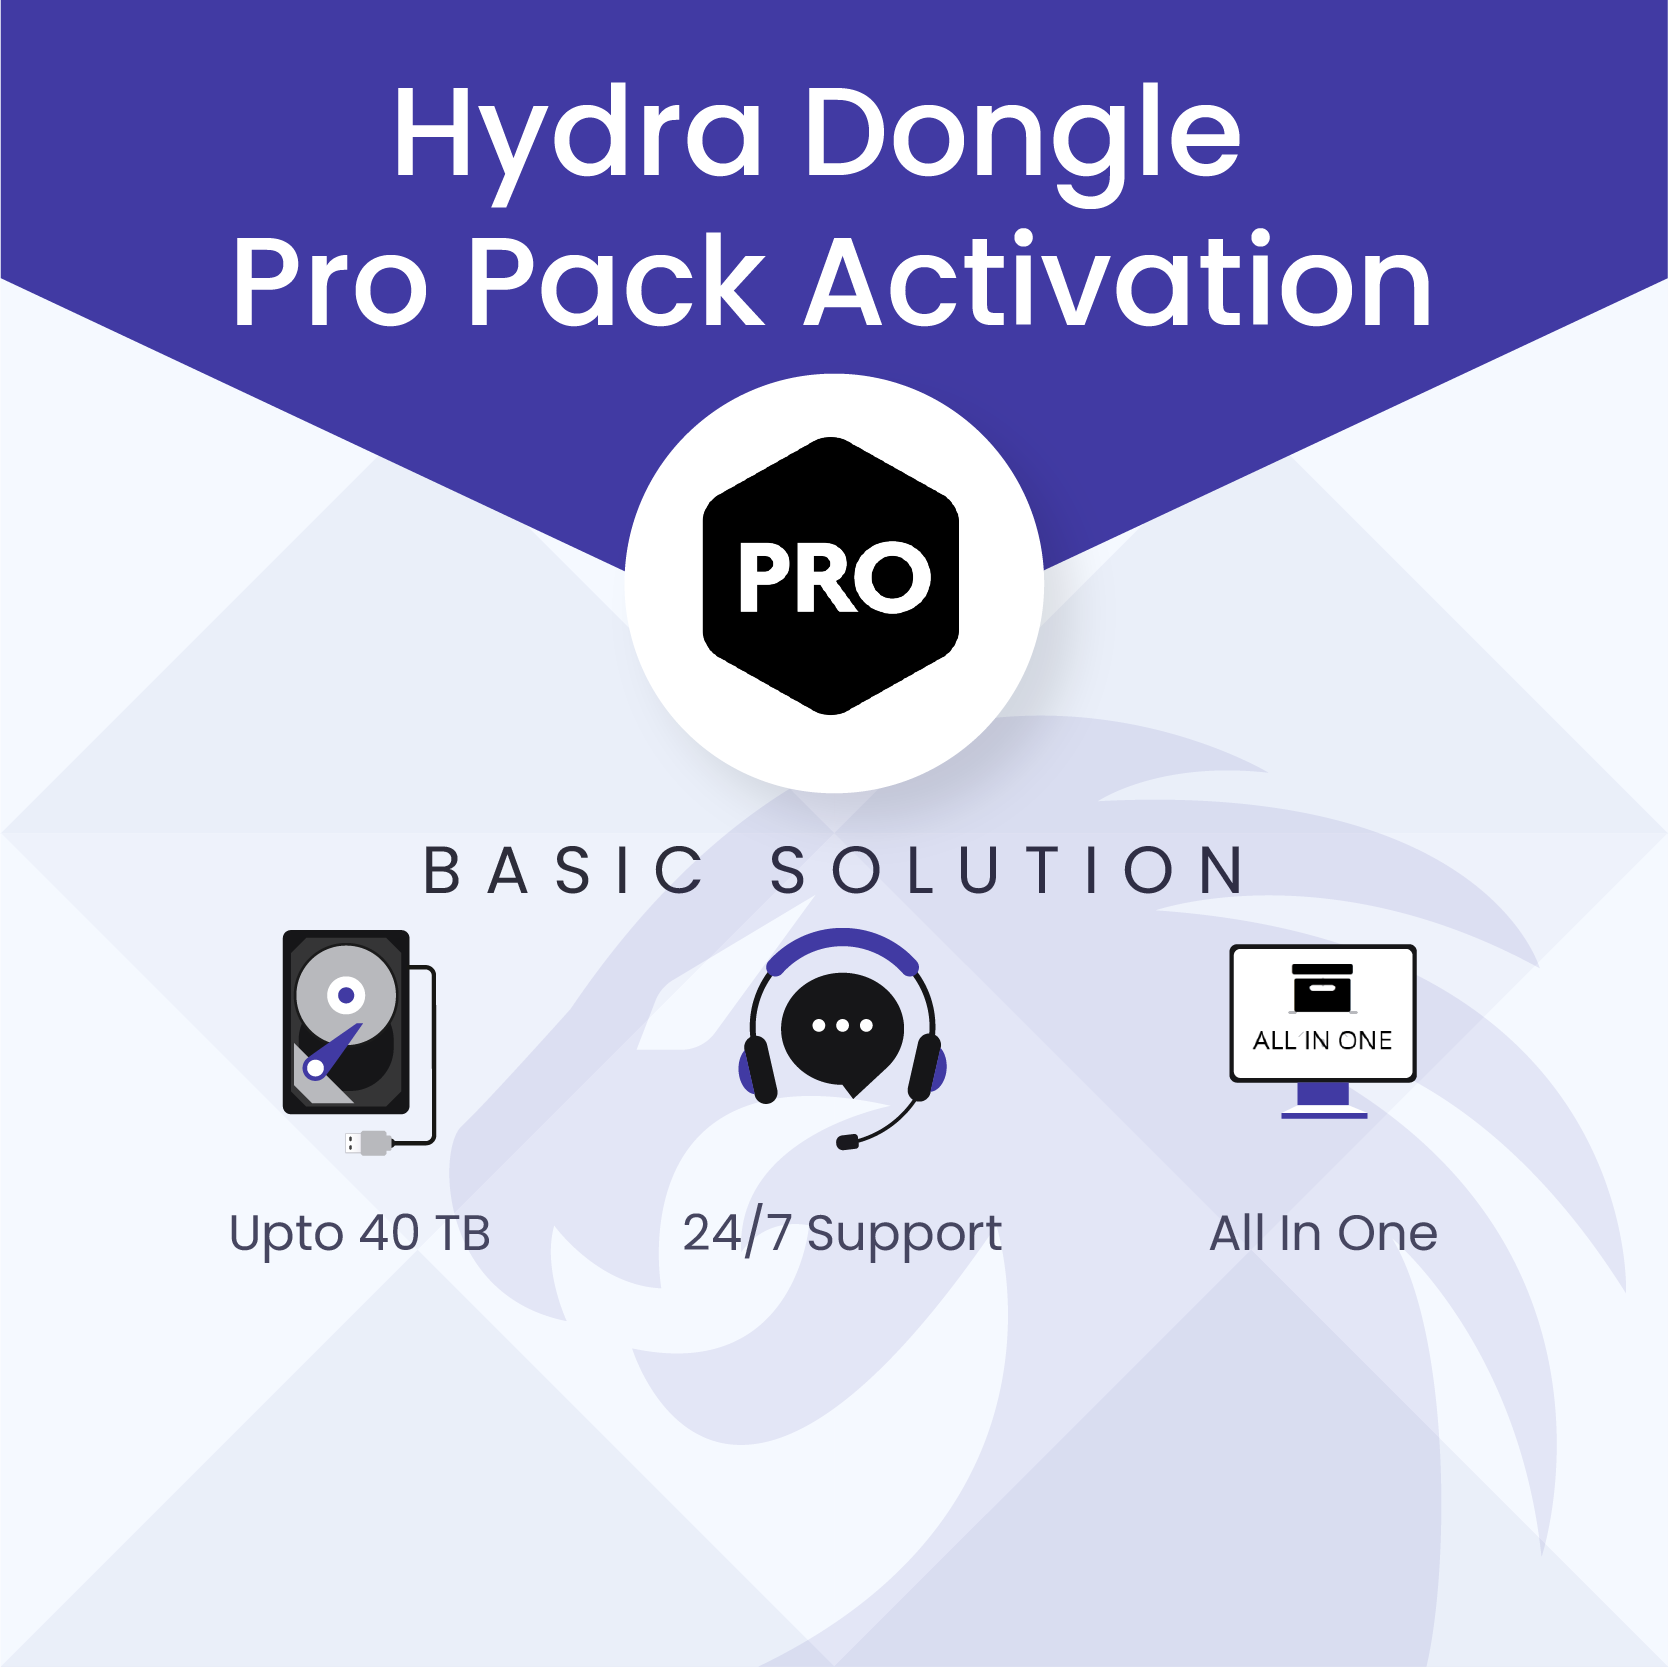 Hydra Dongle
Pro Pack Activation
PRO
BASIC SOLUTION
ALL IN ONE
Upto 40 TB
24/7 Support
All In One